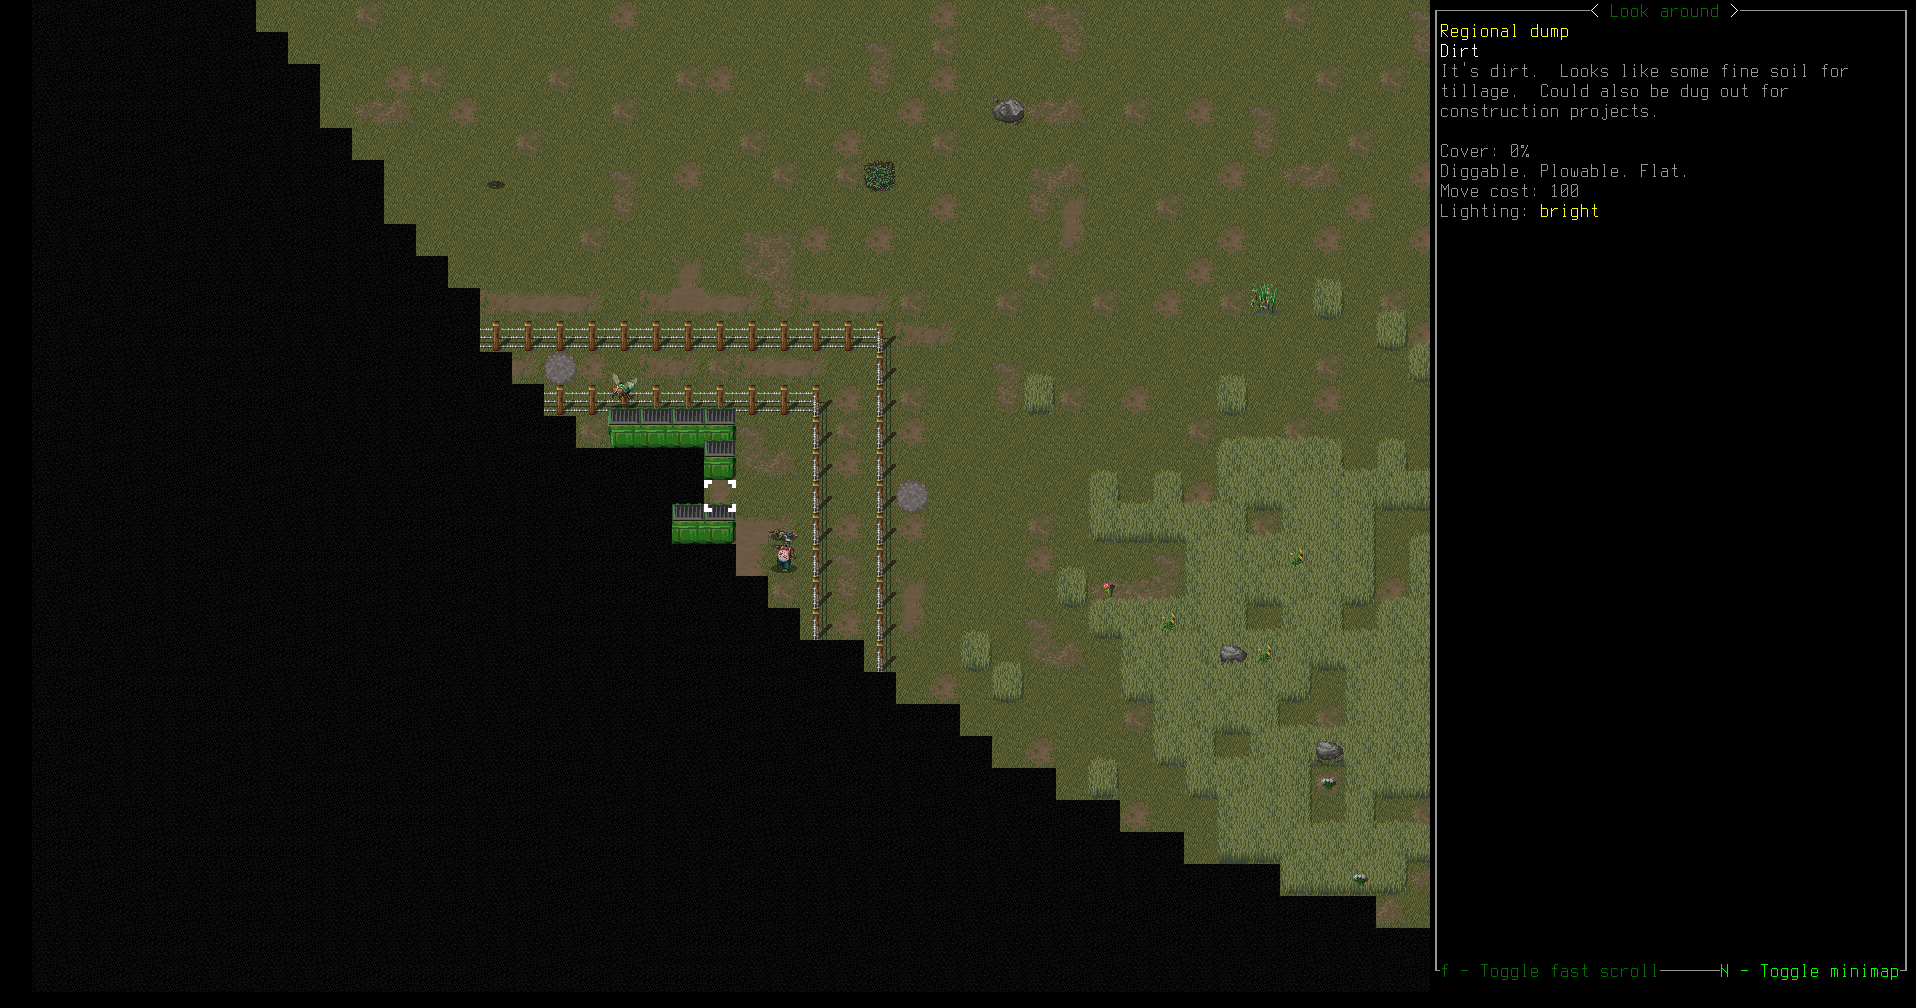 < Look around >
Regional dump
Dirt
It's dirt.  Looks like some fine soil for
tillage.  Could also be dug out for
construction projects.
Cover: 0%
Diggable. Plowable. Flat.
Move cost: 100
Lighting: bright
f - Toggle fast scroll N - Toggle minimap